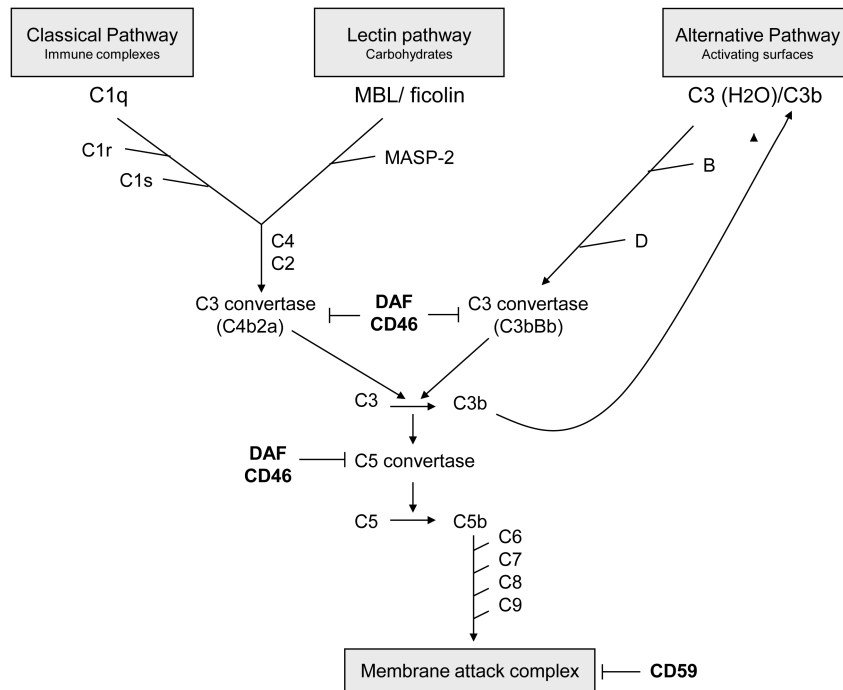 Classical Pathway
Immune complexes
Lectin pathway
Carbohydrates
Alternative Pathway
Activating surfaces
C1q
MBL/ ficolin
C3 (H2O)/C3b
C1r
C1s
MASP-2
B
D
C4
C2
C3 convertase
(C4b2a)
DAF
CD46
C3 convertase
(C3bBb)
C3
C3b
DAF
CD46
C5 convertase
C5
C5b
C6
C7
C8
C9
Membrane attack complex
CD59